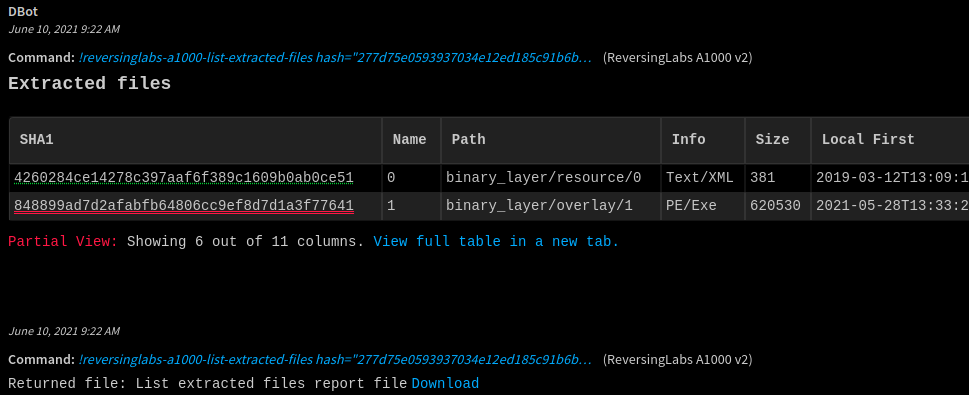 DBot
June 10, 2021 9:22 AM
Command: !reversinglabs-a1000-list-extracted-files hash="277d75e0593937034e12ed185c91b6b... (ReversingLabs A1000 v2)
Extracted files
SHA1 Name Path Info Size Local First
4260284ce14278c397aaf6f389c1609b0ab0ce51 0 binary_layer/resource/0 Text/XML 381 2019-03-12T13:09:1
848899ad7d2afabfb64806cc9ef8d7d1a3f77641 1 binary_layer/overlay/1 PE/Exe 620530 2021-05-28T13:33:2
Partial View: Showing 6 out of 11 columns. View full table in a new tab.
June 10, 2021 9:22 AM
Command: !reversinglabs-a1000-list-extracted-files hash="277d75e0593937034e12ed185c91b6b... (ReversingLabs A1000 v2)
Returned file: List extracted files report file Download